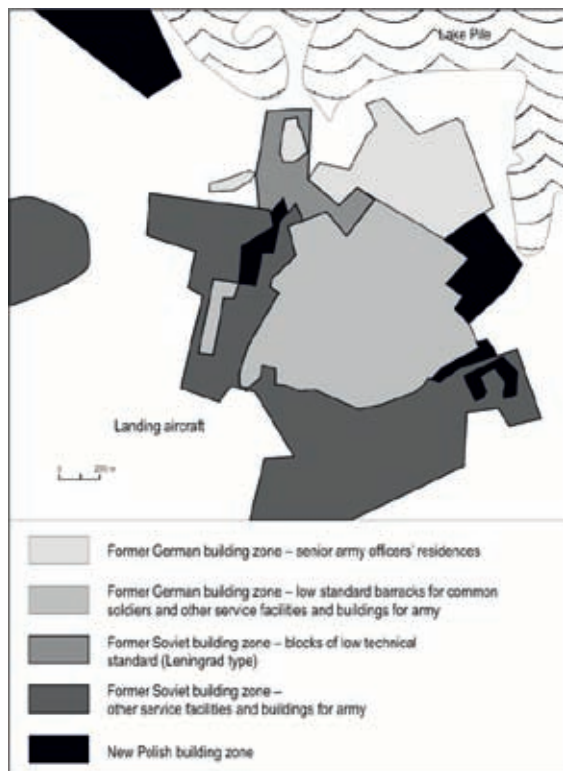 Lake Pile
Landing aircraft
0 200 m
Former German building zone – senior army officers' residences
Former German building zone – low standard barracks for common
soldiers and other service facilities and buildings for army
Former Soviet building zone – blocks of low technical
standard (Leningrad type)
Former Soviet building zone –
other service facilities and buildings for army
New Polish building zone